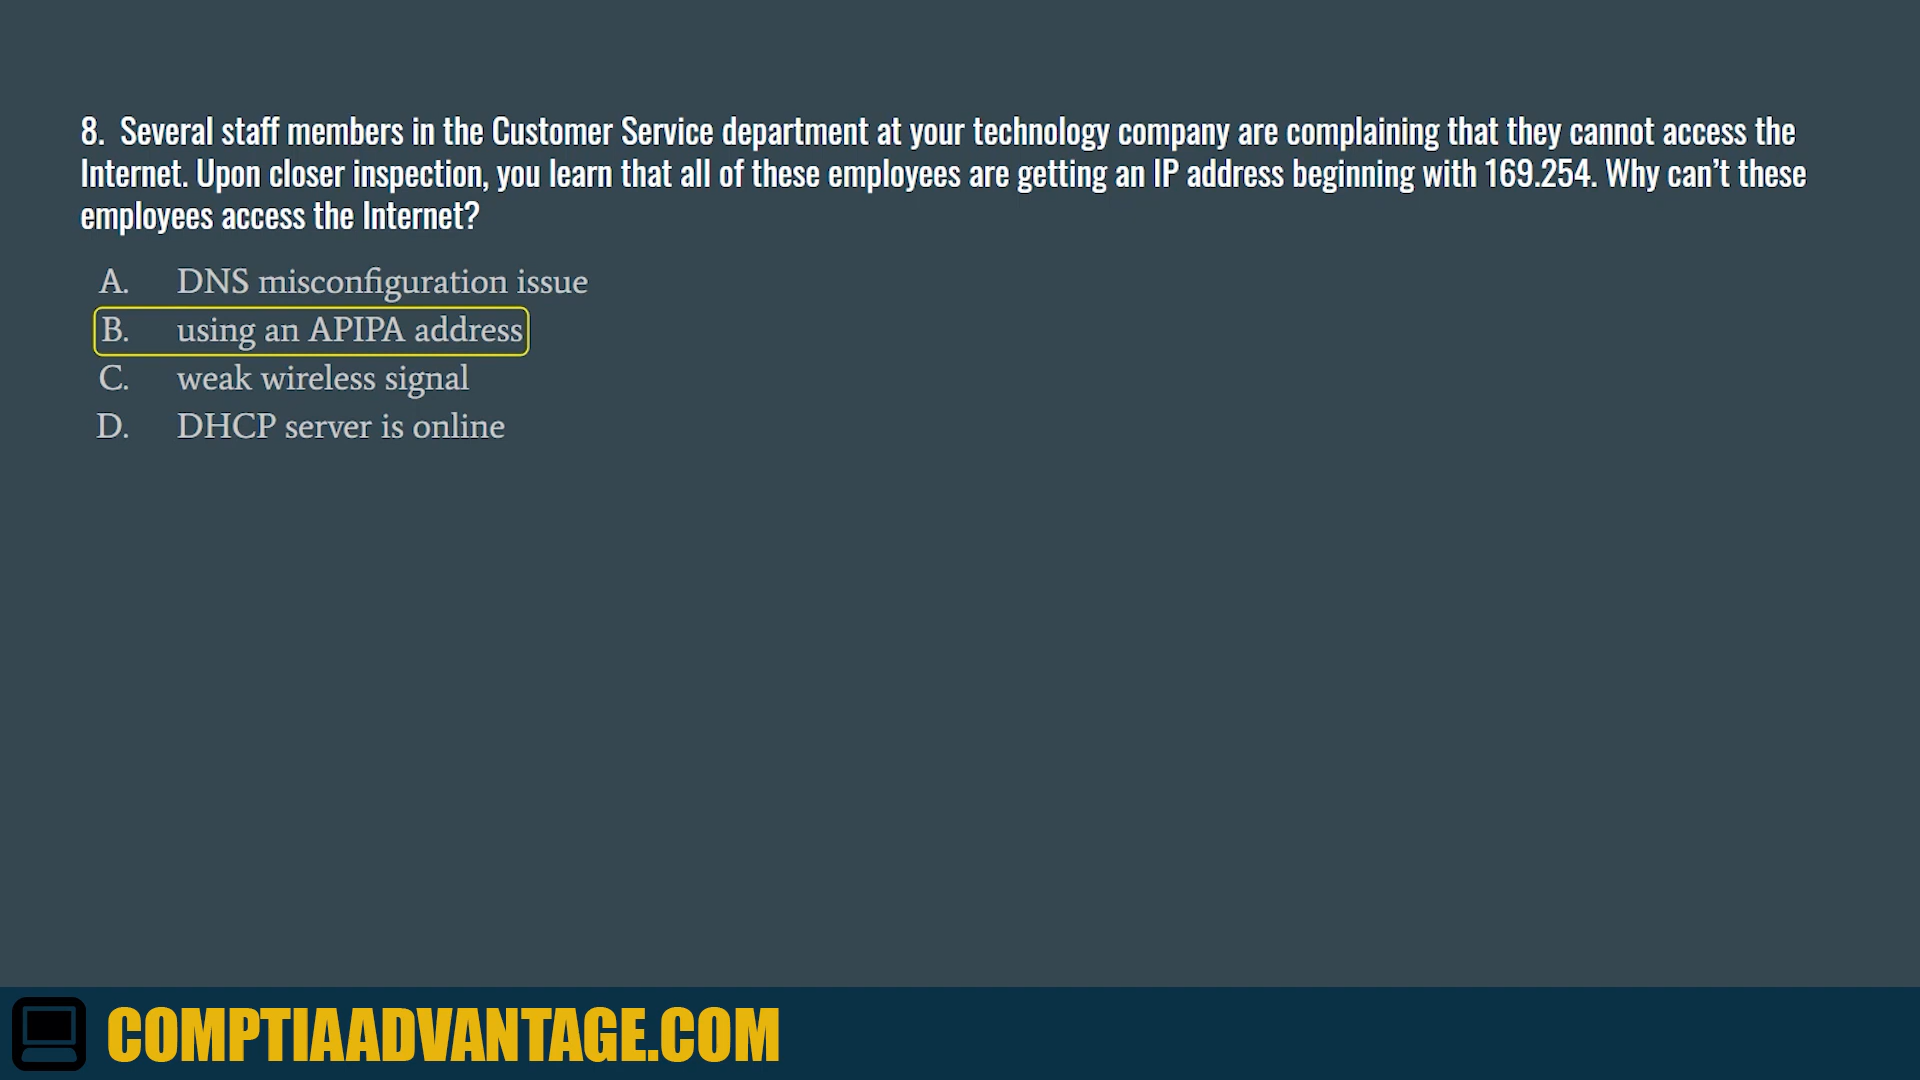 8. Several staff members in the Customer Service department at your technology company are complaining that they cannot access the
Internet. Upon closer inspection, you learn that all of these employees are getting an IP address beginning with 169.254. Why can’t these
employees access the Internet?
A. DNS misconfiguration issue
B. using an APIPA address
C. weak wireless signal
D. DHCP server is online
COMPTIAADVANTAGE.COM